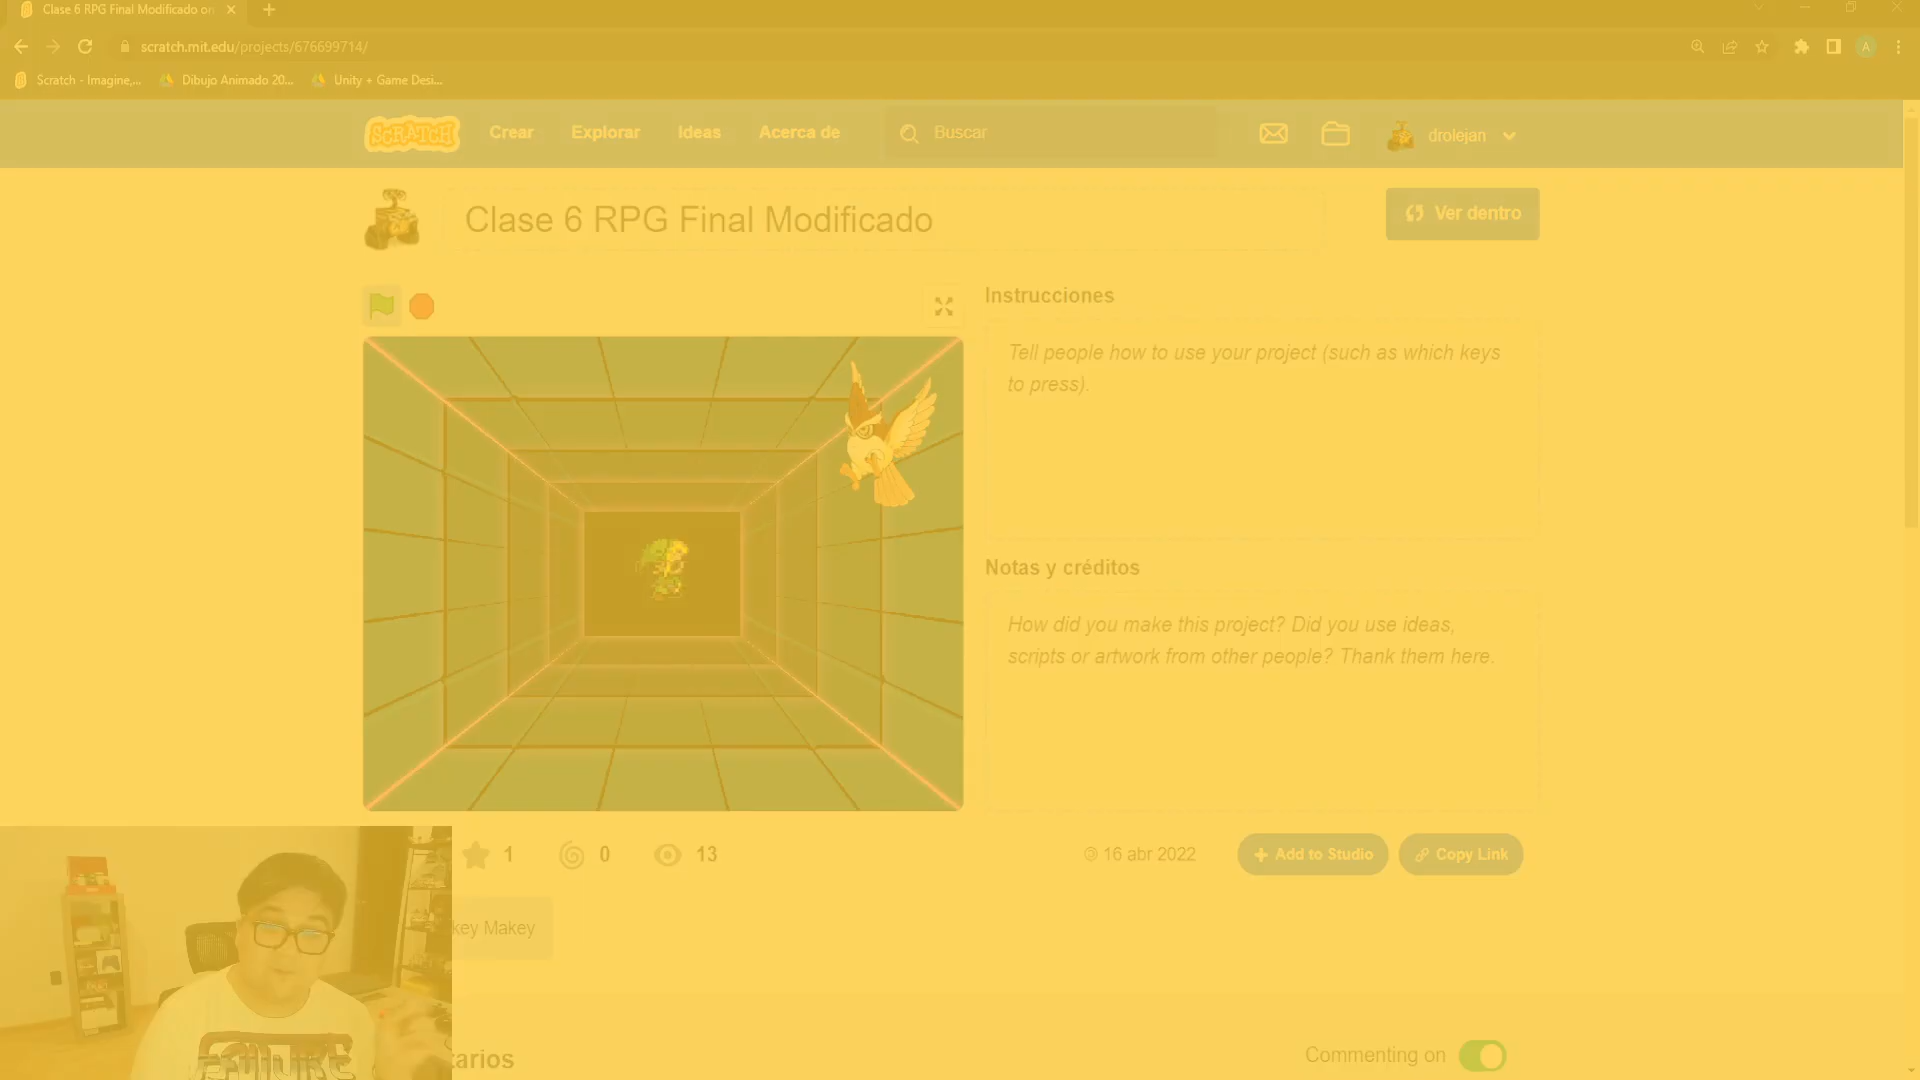 Clase 6 RPG Final Modificado on
scratch.mit.edu/projects/676699714/
A
Scratch - Imagine,... Dibujo Animado 20... Unity + Game Desi...
SCRATCH Crear Explorar Ideas Acerca de Buscar drolejan
Clase 6 RPG Final Modificado
Ver dentro
Instrucciones
Tell people how to use your project (such as which keys
to press).
Notas y créditos
How did you make this project? Did you use ideas,
scripts or artwork from other people? Thank them here.
1 0 13 © 16 abr 2022 Add to Studio Copy Link
key Makey
tarios
Commenting on